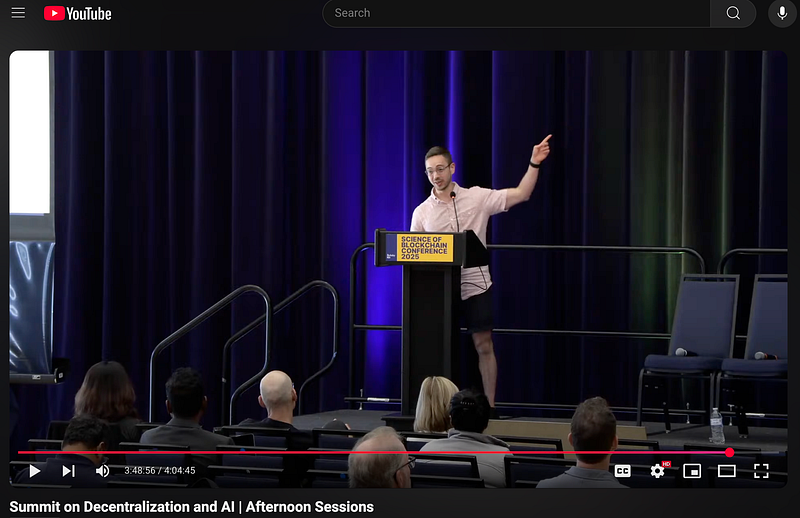 YouTube
Search
SCIENCE OF
BLOCKCHAIN
CONFERENCE
2025
3:48:56 / 4:04:45
CC
HD
Summit on Decentralization and AI | Afternoon Sessions